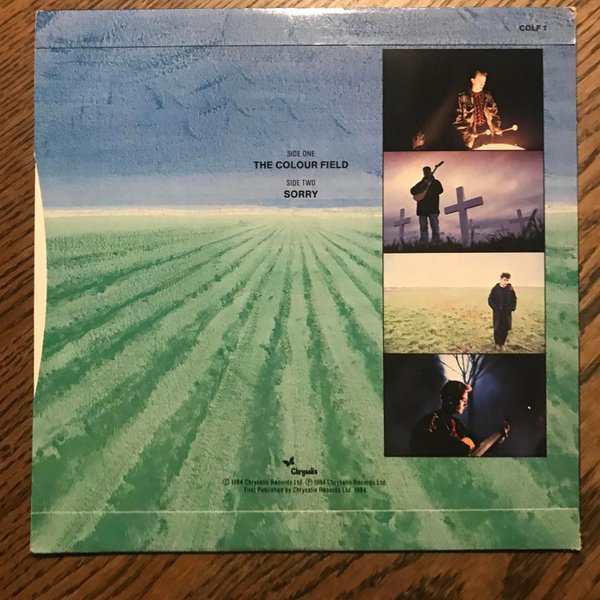 COLF 1
SIDE ONE
THE COLOUR FIELD
SIDE TWO
SORRY
Chrysalis
© 1984 Chrysalis Records Ltd. ℗ 1984 Chrysalis Records Ltd.
First Published by Chrysalis Records Ltd. 1984.